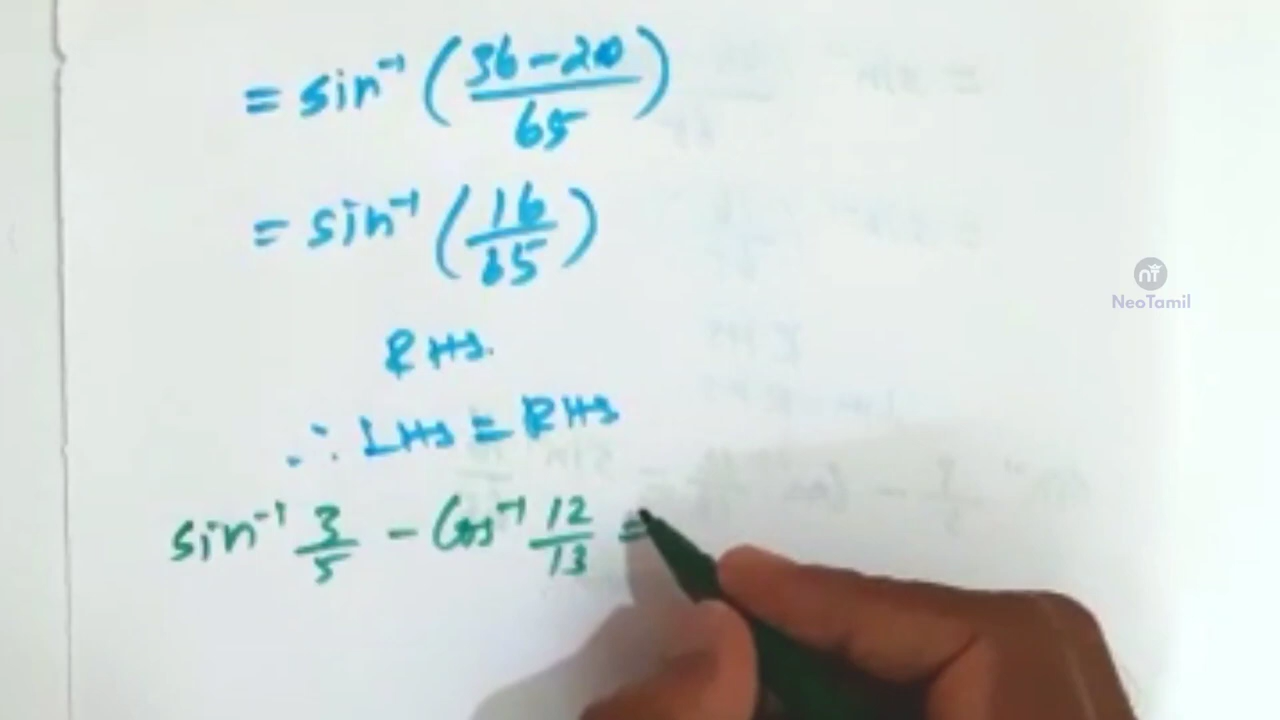 = sin⁻¹ (36-20/65)
= sin⁻¹ (16/65)
RHS.
∴ LHS = RHS
sin⁻¹ 3/5 - Cos⁻¹ 12/13 =
NeoTamil